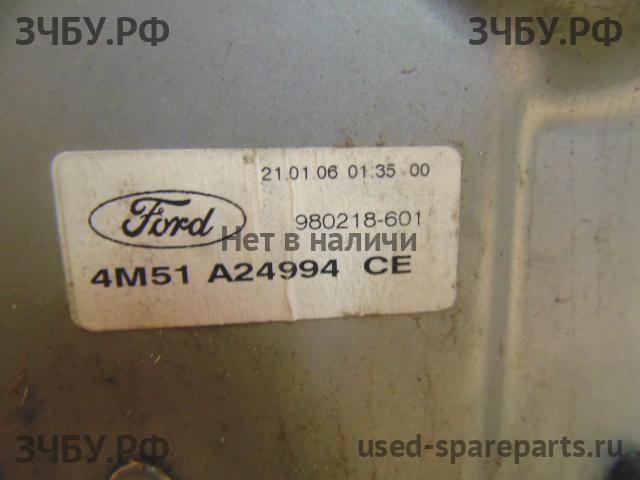 ЗЧБУ.РФ
ЗЧБУ.РФ
21.01.06 01:35 00
Ford
980218-601
Нет в наличи
4M51 A24994 CE
ЗЧБУ.РФ
used-spareparts.ru